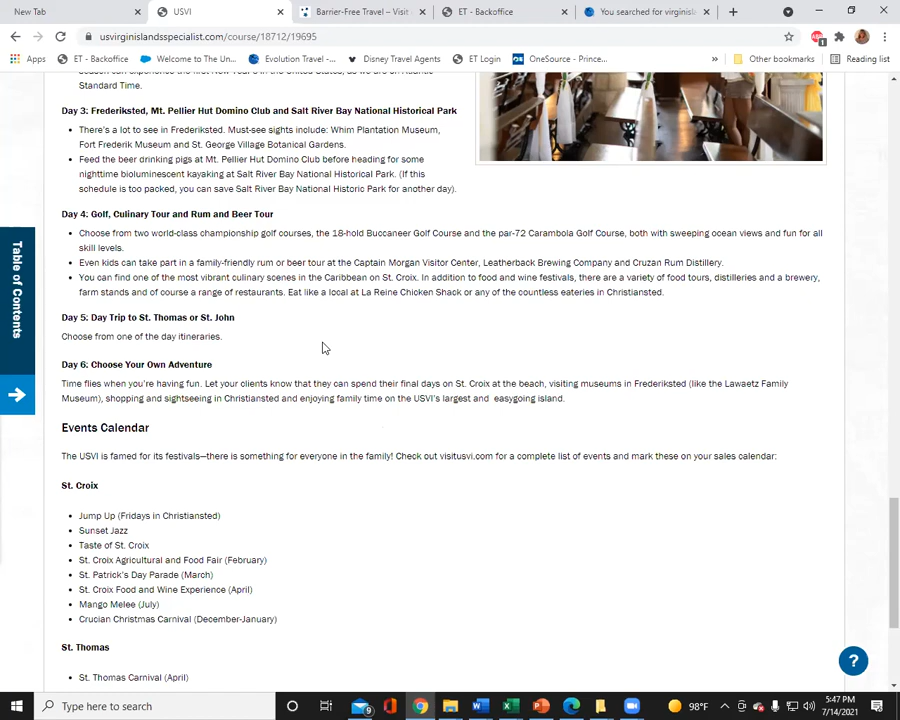 New Tab
USVI
Barrier-Free Travel – Visit
ET - Backoffice
You searched for virginisl
usvirginislandsspecialist.com/course/18712/19695
1
Apps
ET - Backoffice
Welcome to The Un...
Evolution Travel -...
Disney Travel Agents
ET Login
OneSource - Prince...
»
Other bookmarks
Reading list
Standard Time.
Day 3: Frederiksted, Mt. Pellier Hut Domino Club and Salt River Bay National Historical Park
There's a lot to see in Frederiksted. Must-see sights include: Whim Plantation Museum,
Fort Frederik Museum and St. George Village Botanical Gardens.
Feed the beer drinking pigs at Mt. Pellier Hut Domino Club before heading for some
nighttime bioluminescent kayaking at Salt River Bay National Historical Park. (If this
schedule is too packed, you can save Salt River Bay National Historic Park for another day).
Day 4: Golf, Culinary Tour and Rum and Beer Tour
Choose from two world-class championship golf courses, the 18-hold Buccaneer Golf Course and the par-72 Carambola Golf Course, both with sweeping ocean views and fun for all
skill levels.
Even kids can take part in a family-friendly rum or beer tour at the Captain Morgan Visitor Center, Leatherback Brewing Company and Cruzan Rum Distillery.
You can find one of the most vibrant culinary scenes in the Caribbean on St. Croix. In addition to food and wine festivals, there are a variety of food tours, distilleries and a brewery,
farm stands and of course a range of restaurants. Eat like a local at La Reine Chicken Shack or any of the countless eateries in Christiansted.
Day 5: Day Trip to St. Thomas or St. John
Choose from one of the day itineraries.
Day 6: Choose Your Own Adventure
Time flies when you're having fun. Let your clients know that they can spend their final days on St. Croix at the beach, visiting museums in Frederiksted (like the Lawaetz Family
Museum), shopping and sightseeing in Christiansted and enjoying family time on the USVI's largest and easygoing island.
Events Calendar
The USVI is famed for its festivals—there is something for everyone in the family! Check out visitusvi.com for a complete list of events and mark these on your sales calendar:
St. Croix
Jump Up (Fridays in Christiansted)
Sunset Jazz
Taste of St. Croix
St. Croix Agricultural and Food Fair (February)
St. Patrick's Day Parade (March)
St. Croix Food and Wine Experience (April)
Mango Melee (July)
Crucian Christmas Carnival (December-January)
St. Thomas
St. Thomas Carnival (April)
Table of Contents
?
Type here to search
9
98°F
5:47 PM
7/14/2021